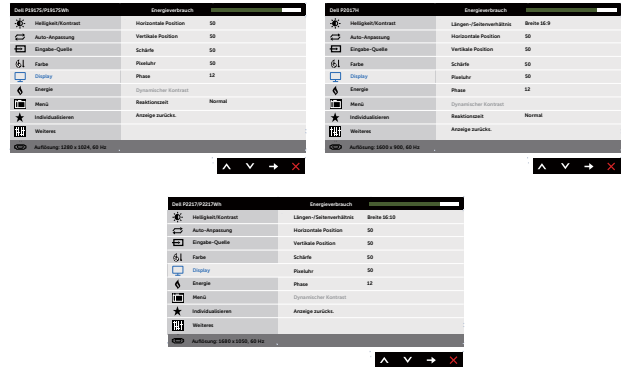 Dell P1917S/P1917SWh Energieverbrauch
Helligkeit/Kontrast Horizontale Position 50
Auto-Anpassung Vertikale Position 50
Eingabe-Quelle Schärfe 50
Farbe Pixeluhr 50
Display Phase 12
Energie Dynamischer Kontrast
Menü Reaktionszeit Normal
Individualisieren Anzeige zurücks.
Weiteres
Auflösung: 1280 x 1024, 60 Hz
Dell P2017H Energieverbrauch
Helligkeit/Kontrast Längen-/Seitenverhältnis Breite 16:9
Auto-Anpassung Horizontale Position 50
Eingabe-Quelle Vertikale Position 50
Farbe Schärfe 50
Display Pixeluhr 50
Energie Phase 12
Menü Dynamischer Kontrast
Individualisieren Reaktionszeit Normal
Weiteres Anzeige zurücks.
Auflösung: 1600 x 900, 60 Hz
Dell P2217/P2217Wh Energieverbrauch
Helligkeit/Kontrast Längen-/Seitenverhältnis Breite 16:10
Auto-Anpassung Horizontale Position 50
Eingabe-Quelle Vertikale Position 50
Farbe Schärfe 50
Display Pixeluhr 50
Energie Phase 12
Menü Dynamischer Kontrast
Individualisieren Anzeige zurücks.
Weiteres
Auflösung: 1680 x 1050, 60 Hz